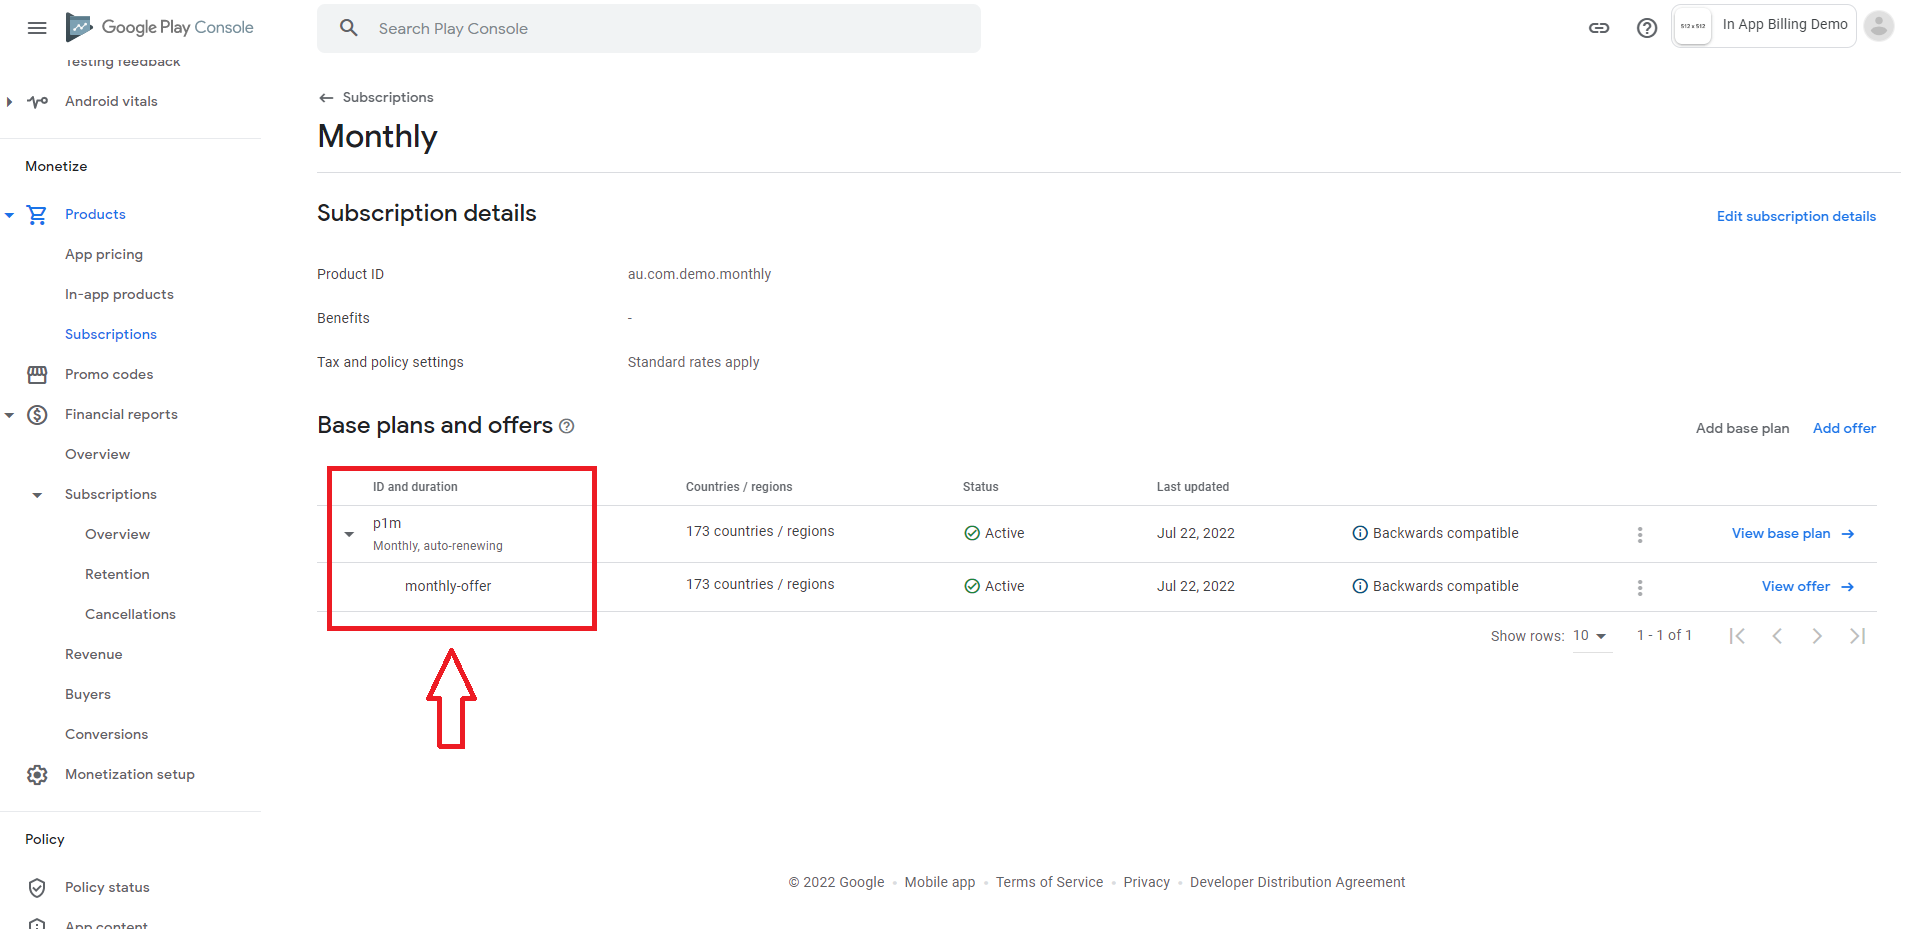 Google Play Console
Search Play Console
512 x 512
In App Billing Demo
Testing feedback
Android vitals
Monetize
Products
App pricing
In-app products
Subscriptions
Promo codes
Financial reports
Overview
Subscriptions
Overview
Retention
Cancellations
Revenue
Buyers
Conversions
Monetization setup
Policy
Policy status
App content
Subscriptions
Monthly
Subscription details
Edit subscription details
Product ID au.com.demo.monthly
Benefits -
Tax and policy settings Standard rates apply
Base plans and offers
Add base plan Add offer
ID and duration Countries / regions Status Last updated
p1m 173 countries / regions Active Jul 22, 2022 Backwards compatible View base plan
Monthly, auto-renewing
monthly-offer 173 countries / regions Active Jul 22, 2022 Backwards compatible View offer
Show rows: 10 1 - 1 of 1
© 2022 Google • Mobile app • Terms of Service • Privacy • Developer Distribution Agreement